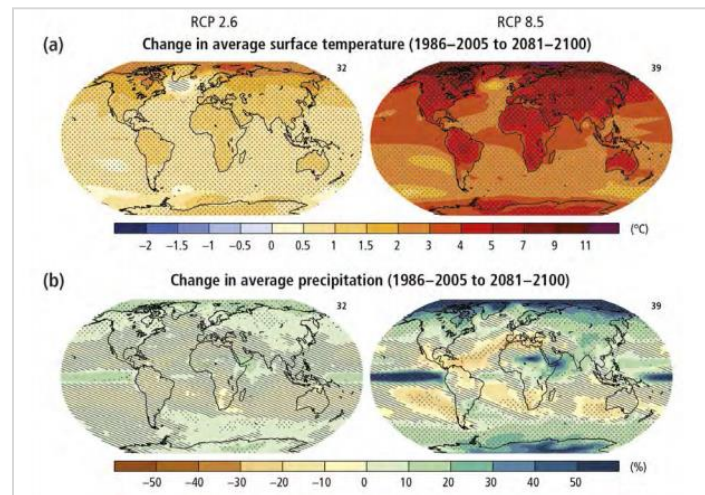 RCP 2.6 RCP 8.5
(a) Change in average surface temperature (1986–2005 to 2081–2100)
32 39
−2 −1.5 −1 −0.5 0 0.5 1 1.5 2 3 4 5 7 9 11 (°C)
(b) Change in average precipitation (1986–2005 to 2081–2100)
32 39
−50 −40 −30 −20 −10 0 10 20 30 40 50 (%)